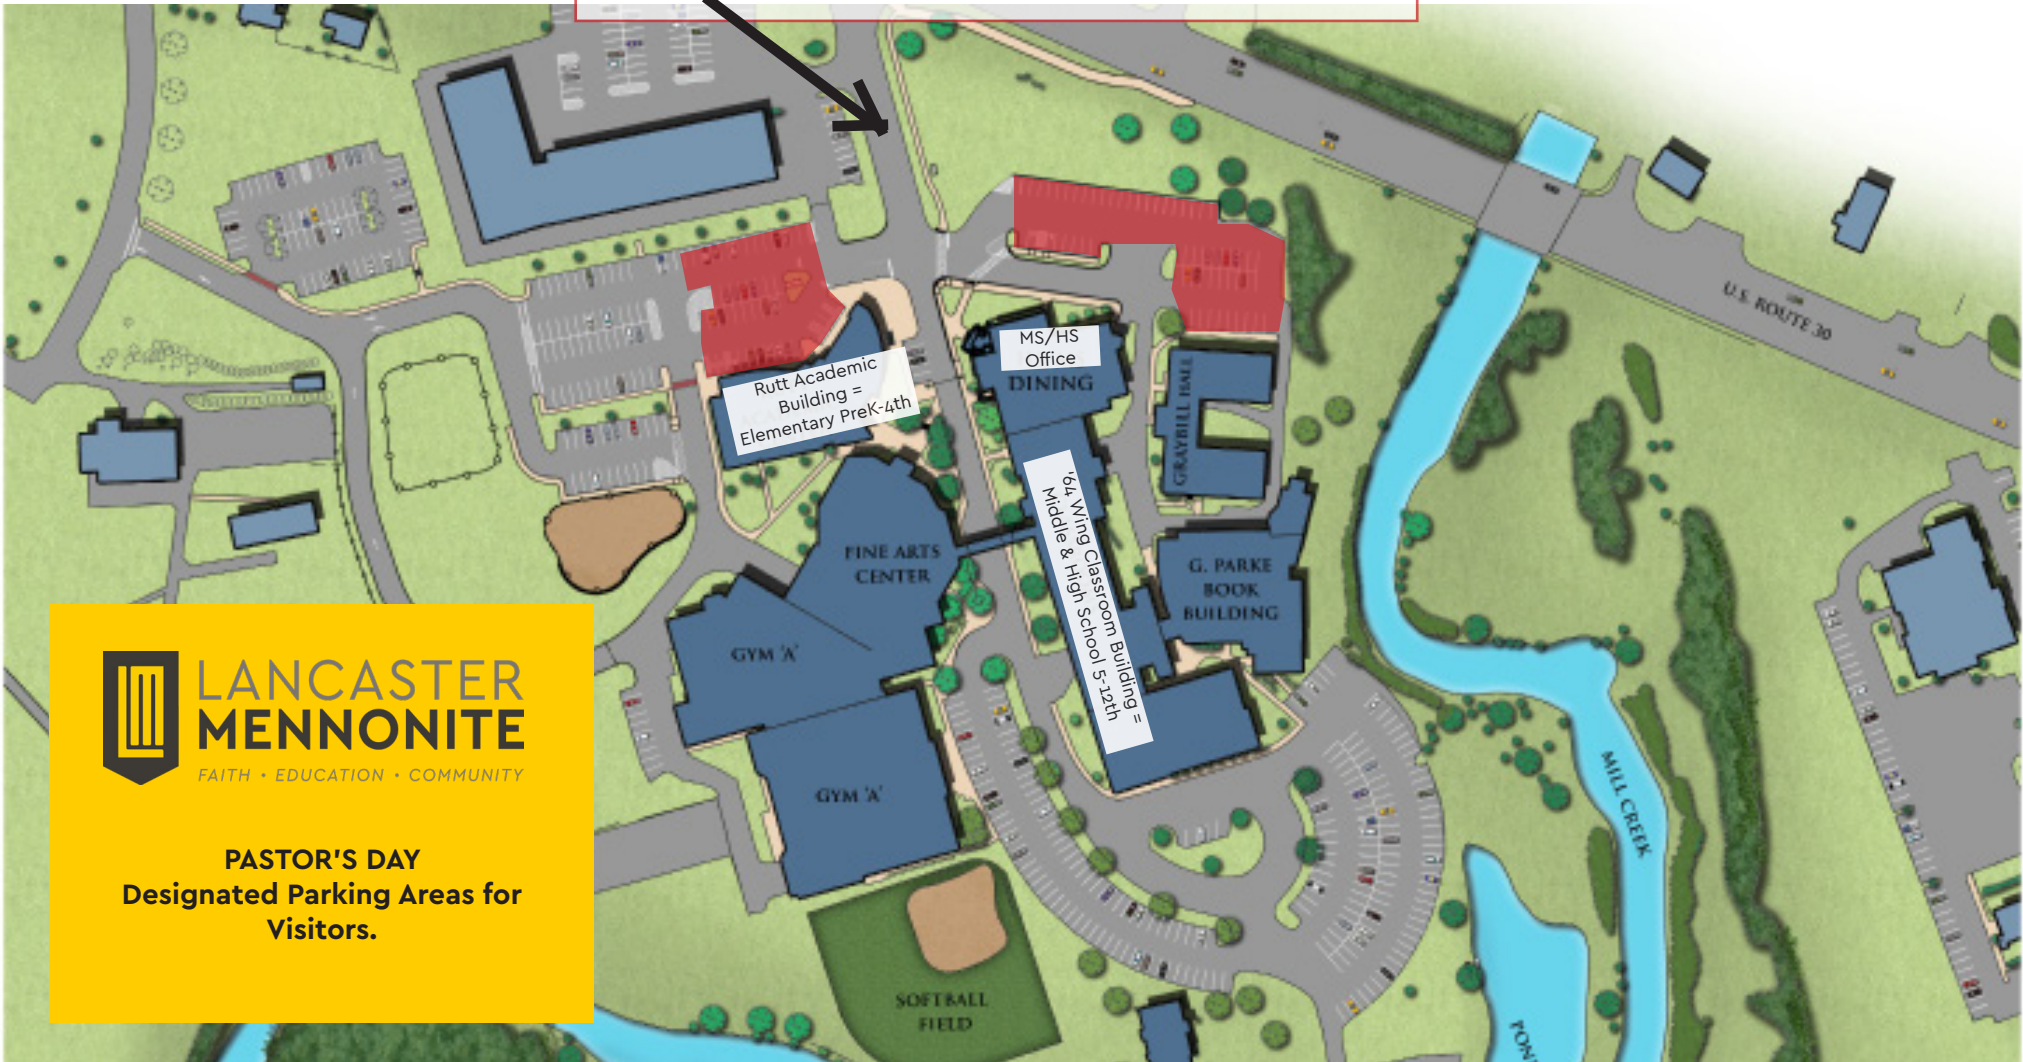 U.S. ROUTE 30
MS/HS
Office
DINING
Rutt Academic
Building =
Elementary PreK-4th
GRAYBILL HALL
'64 Wing Classroom Building =
Middle & High School 5-12th
FINE ARTS
CENTER
G. PARKE
BOOK
BUILDING
GYM 'A'
GYM 'A'
LANCASTER
MENNONITE
FAITH • EDUCATION • COMMUNITY
PASTOR'S DAY
Designated Parking Areas for
Visitors.
MILL CREEK
SOFTBALL
FIELD